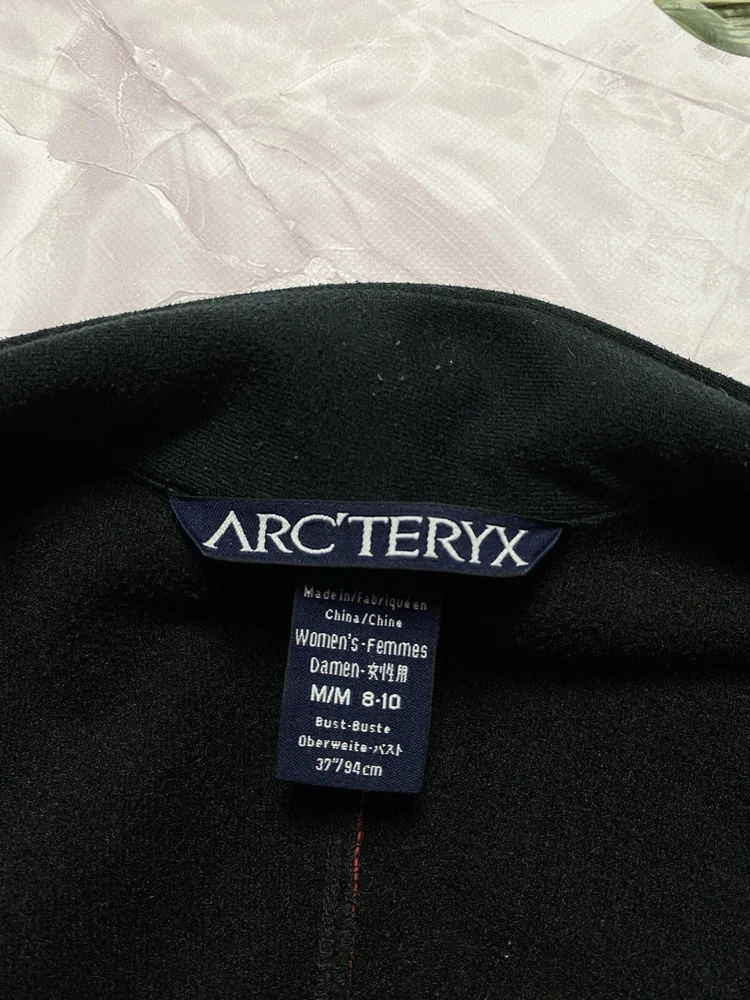 ARC'TERYX
Made in/Fabriqué en
China/Chine
Women's-Femmes
Damen-女性用
M/M 8-10
Bust-Buste
Oberweite-バスト
37"/94cm